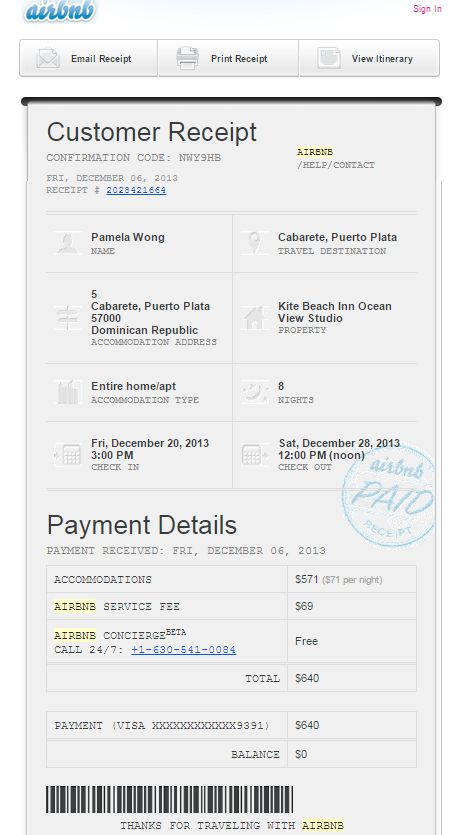 airbnb
Sign In
Email Receipt
Print Receipt
View Itinerary
Customer Receipt
CONFIRMATION CODE: NWY9HB
AIRBNB
/HELP/CONTACT
FRI, DECEMBER 06, 2013
RECEIPT # 2028421664
Pamela Wong
NAME
Cabarete, Puerto Plata
TRAVEL DESTINATION
5
Cabarete, Puerto Plata
57000
Dominican Republic
ACCOMMODATION ADDRESS
Kite Beach Inn Ocean
View Studio
PROPERTY
Entire home/apt
ACCOMMODATION TYPE
8
NIGHTS
Fri, December 20, 2013
3:00 PM
CHECK IN
Sat, December 28, 2013
12:00 PM (noon)
CHECK OUT
airbnb
PAID
RECEIPT
Payment Details
PAYMENT RECEIVED: FRI, DECEMBER 06, 2013
ACCOMMODATIONS $571 ($71 per night)
AIRBNB SERVICE FEE $69
AIRBNB CONCIERGE BETA
CALL 24/7: +1-630-541-0084 Free
TOTAL $640
PAYMENT (VISA XXXXXXXXXXXX9391) $640
BALANCE $0
THANKS FOR TRAVELING WITH AIRBNB